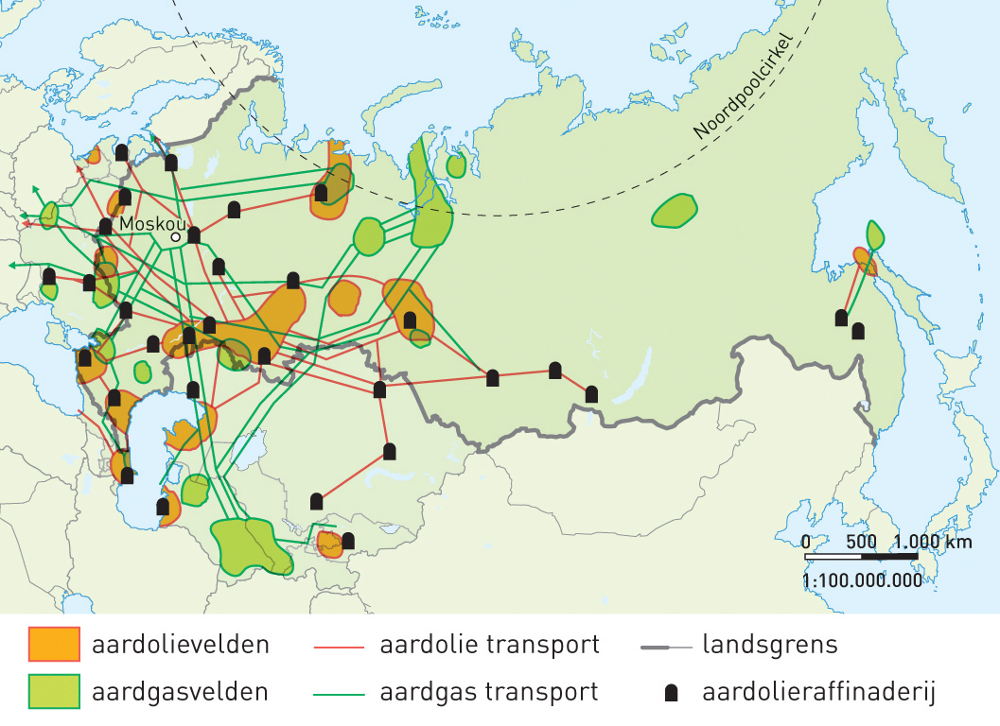 Noordpoolcirkel
Moskou
0 500 1.000 km
1:100.000.000
aardolievelden
aardolie transport
landsgrens
aardgasvelden
aardgas transport
aardolieraffinaderij